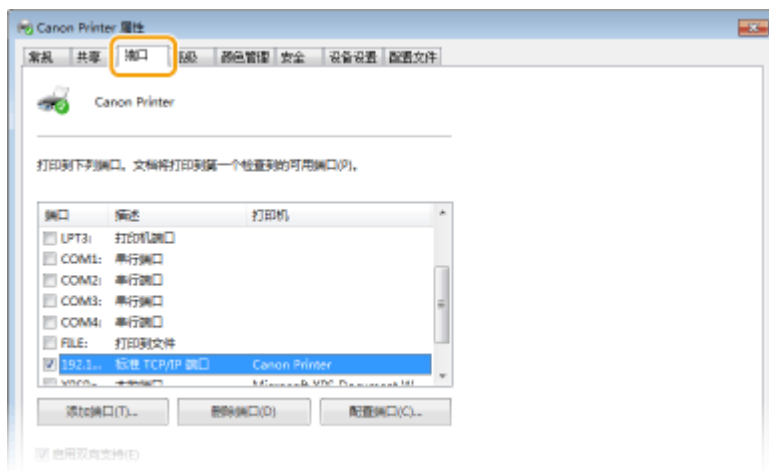 Canon Printer 属性
常规 共享 端口 高级 颜色管理 安全 设备设置 配置文件
Canon Printer
打印到下列端口。文档将打印到第一个检查到的可用端口(P)。
端口 描述 打印机
LPT3: 打印机端口
COM1: 串行端口
COM2: 串行端口
COM3: 串行端口
COM4: 串行端口
FILE: 打印到文件
192.1... 标准 TCP/IP 端口 Canon Printer
添加端口(T)... 删除端口(D) 配置端口(C)...
启用双向支持(E)